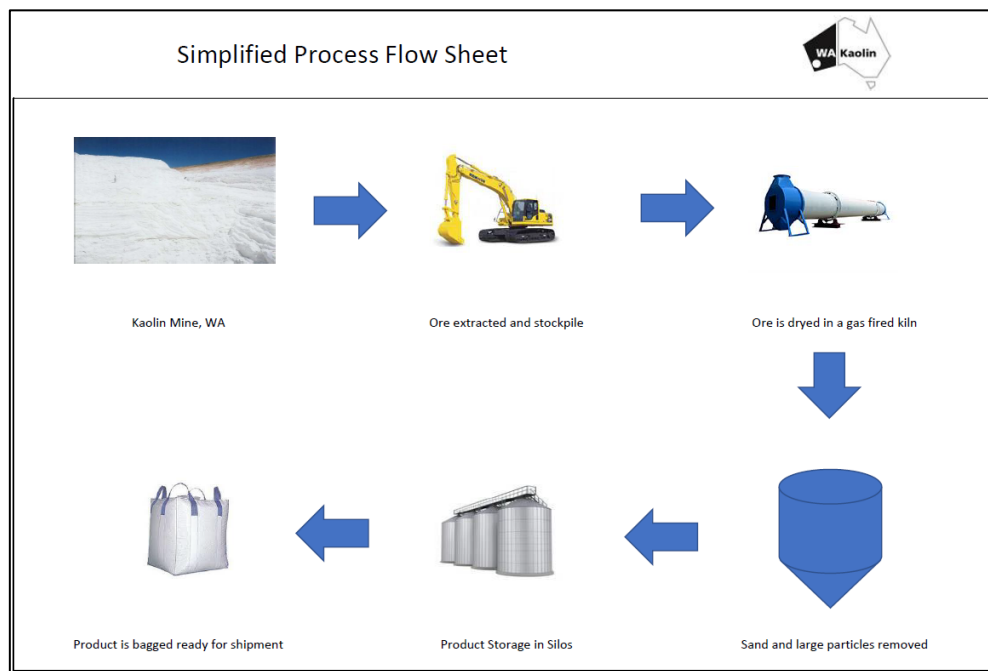 Simplified Process Flow Sheet
WA Kaolin
Kaolin Mine, WA
Ore extracted and stockpile
Ore is dryed in a gas fired kiln
Product is bagged ready for shipment
Product Storage in Silos
Sand and large particles removed